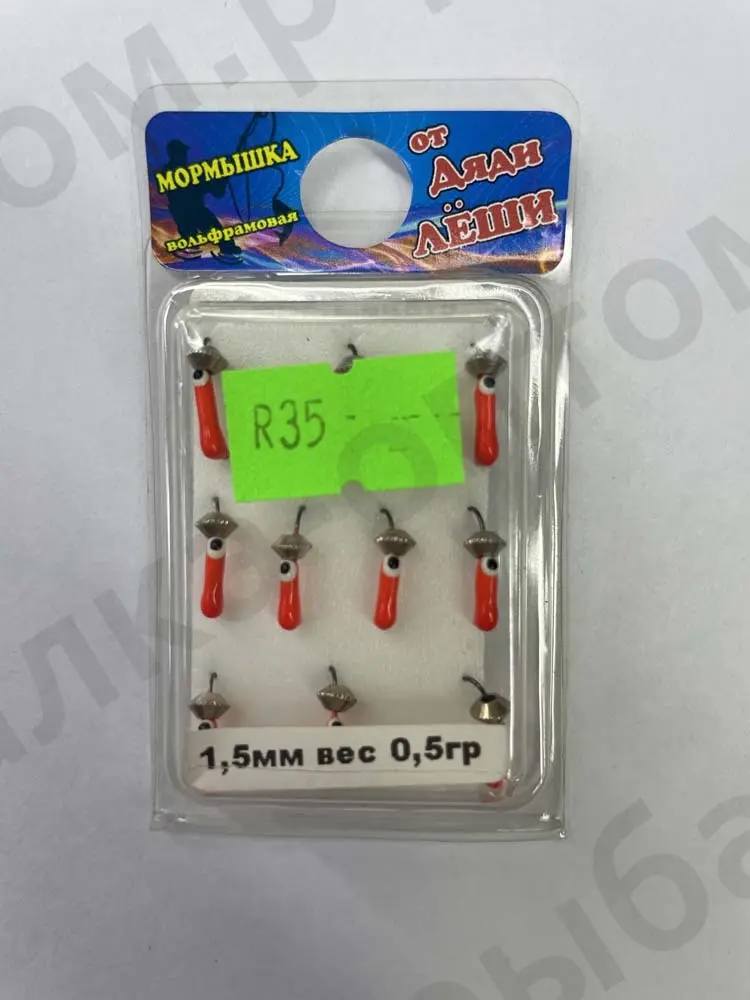 МОРМЫШКА
вольфрамовая
от
Дяди
ЛЁШИ
R35
1,5мм вес 0,5гр